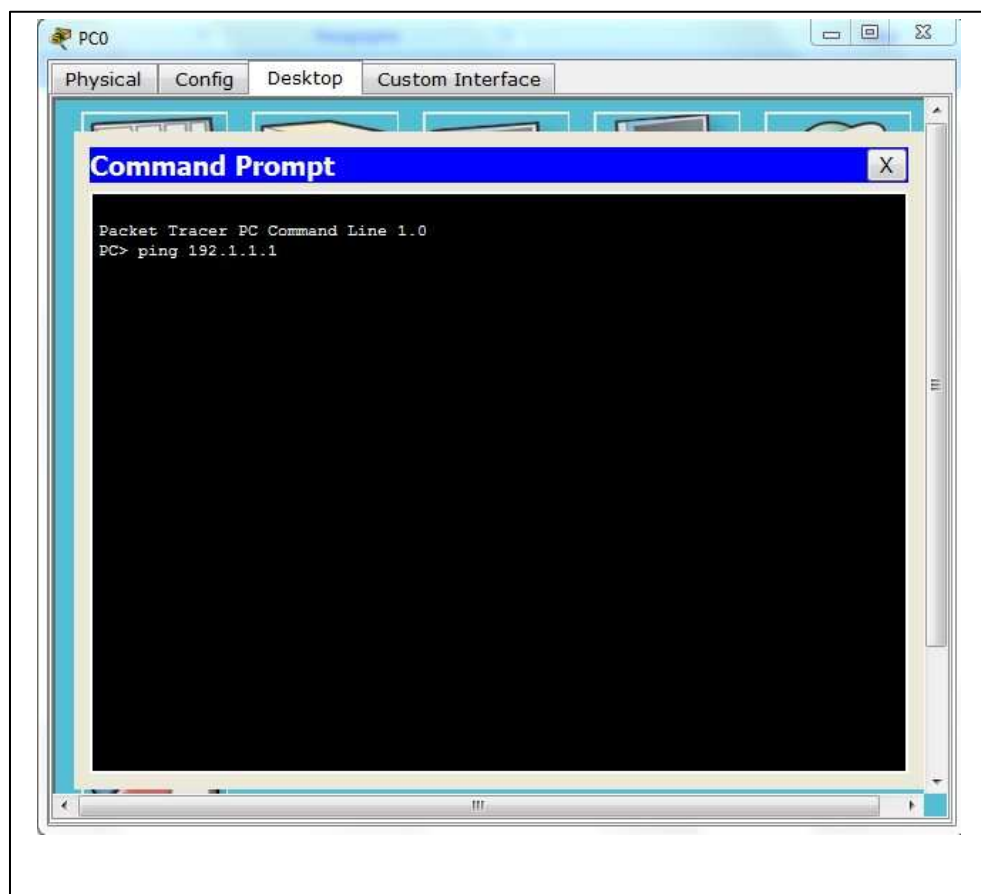 PC0
Physical Config Desktop Custom Interface
Command Prompt X
Packet Tracer PC Command Line 1.0
PC> ping 192.1.1.1